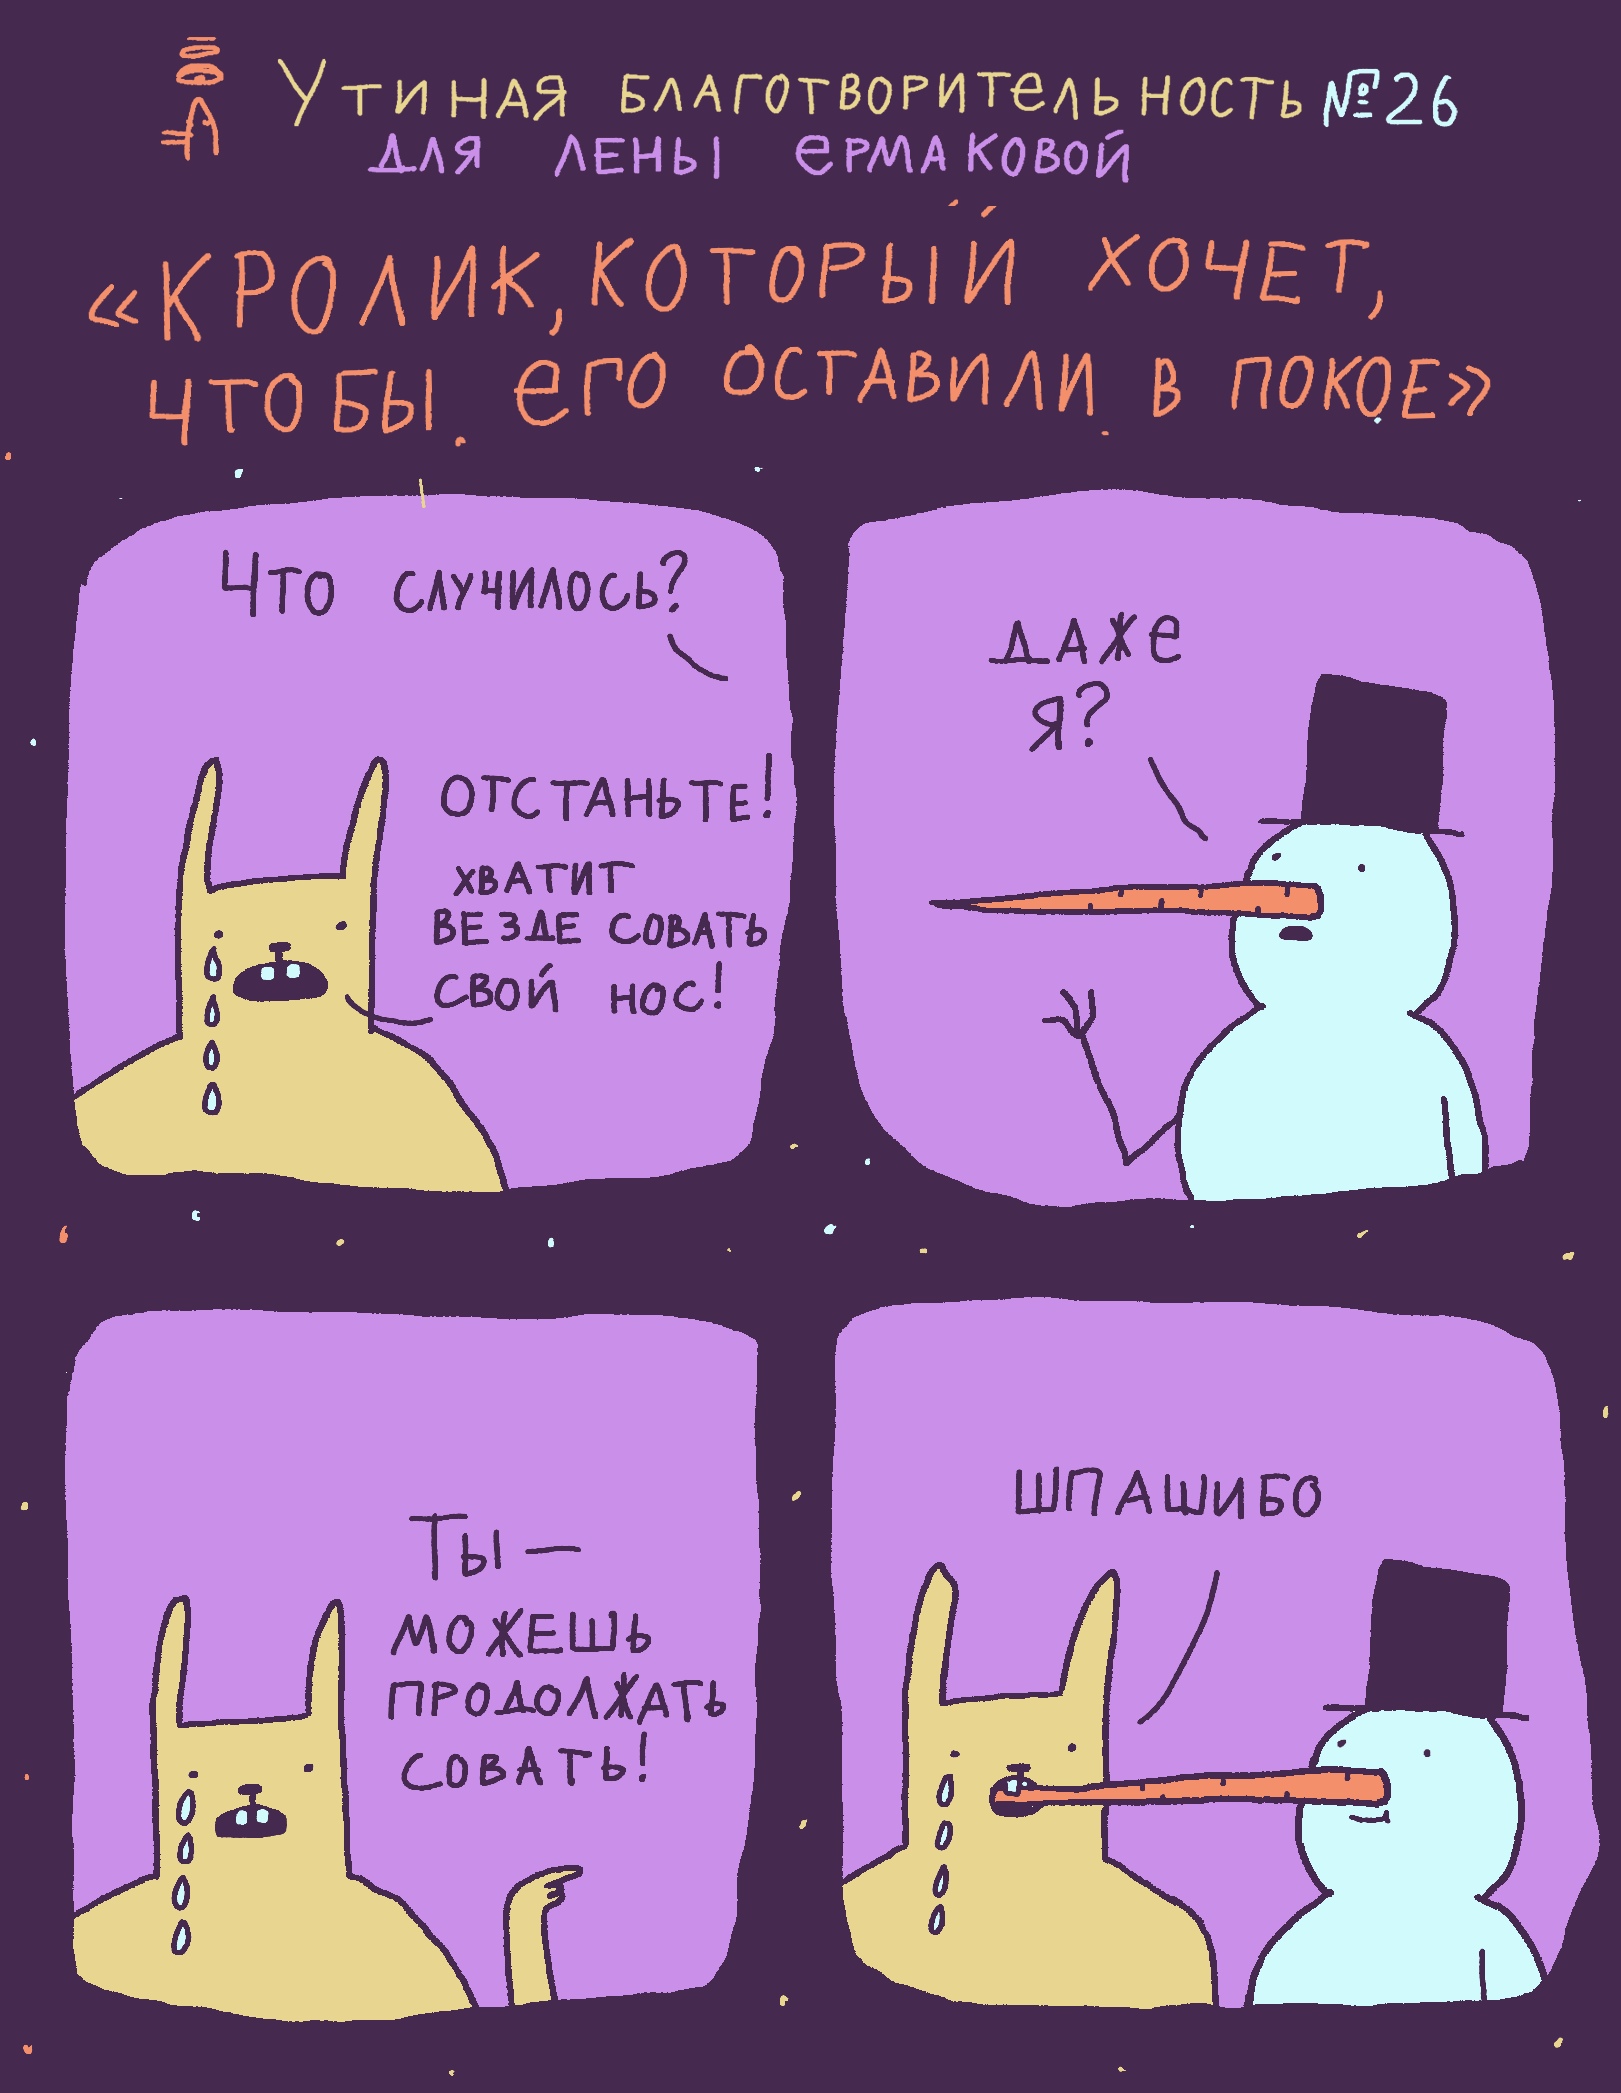 Утиная благотворительность №26
для Лены Ермаковой
«Кролик, который хочет,
чтобы его оставили в покое»
Что случилось?
Отстаньте!
Хватит
везде совать
свой нос!
Даже
я?
Ты —
можешь
продолжать
совать!
Шпашибо